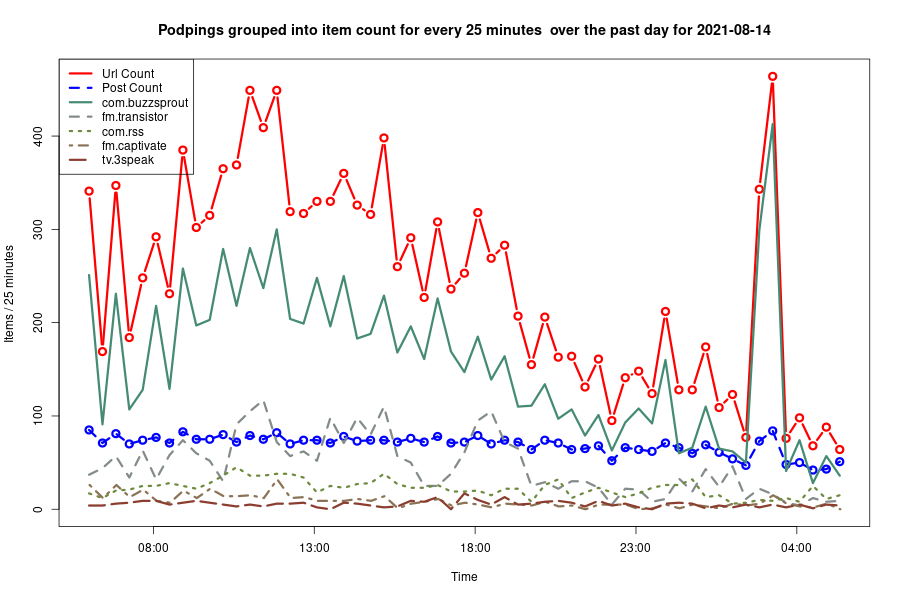 Podpings grouped into item count for every 25 minutes  over the past day for 2021-08-14
Url Count
Post Count
com.buzzsprout
fm.transistor
com.rss
fm.captivate
tv.3speak
Items / 25 minutes
400
300
200
100
0
08:00
13:00
18:00
23:00
04:00
Time